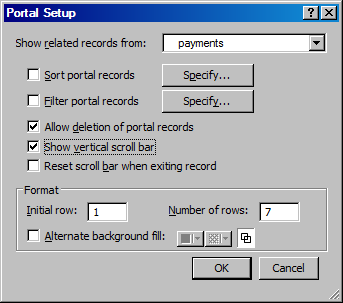 Portal Setup
Show related records from: payments
Sort portal records Specify...
Filter portal records Specify...
Allow deletion of portal records
Show vertical scroll bar
Reset scroll bar when exiting record
Format
Initial row: 1 Number of rows: 7
Alternate background fill:
OK Cancel